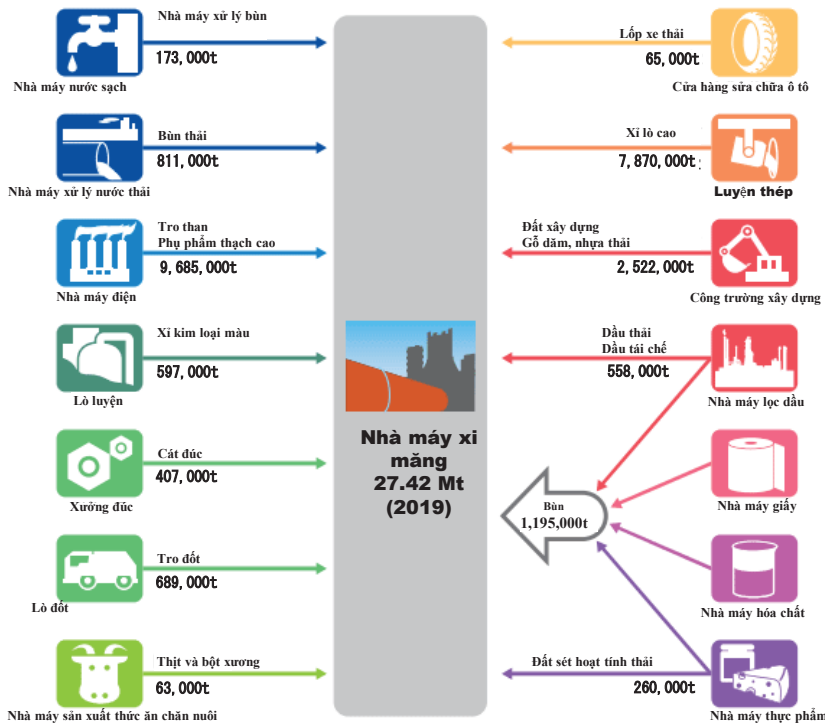 Nhà máy xử lý bùn
173,000t
Nhà máy nước sạch
Bùn thải
811,000t
Nhà máy xử lý nước thải
Tro than
Phụ phẩm thạch cao
9,685,000t
Nhà máy điện
Xỉ kim loại màu
597,000t
Lò luyện
Cát đúc
407,000t
Xưởng đúc
Tro đốt
689,000t
Lò đốt
Thịt và bột xương
63,000t
Nhà máy sản xuất thức ăn chăn nuôi
Nhà máy xi
măng
27.42 Mt
(2019)
Lốp xe thải
65,000t
Cửa hàng sửa chữa ô tô
Xỉ lò cao
7,870,000t
Luyện thép
Đất xây dựng
Gỗ dăm, nhựa thải
2,522,000t
Công trường xây dựng
Dầu thải
Dầu tái chế
558,000t
Nhà máy lọc dầu
Bùn
1,195,000t
Nhà máy giấy
Nhà máy hóa chất
Đất sét hoạt tính thải
260,000t
Nhà máy thực phẩm